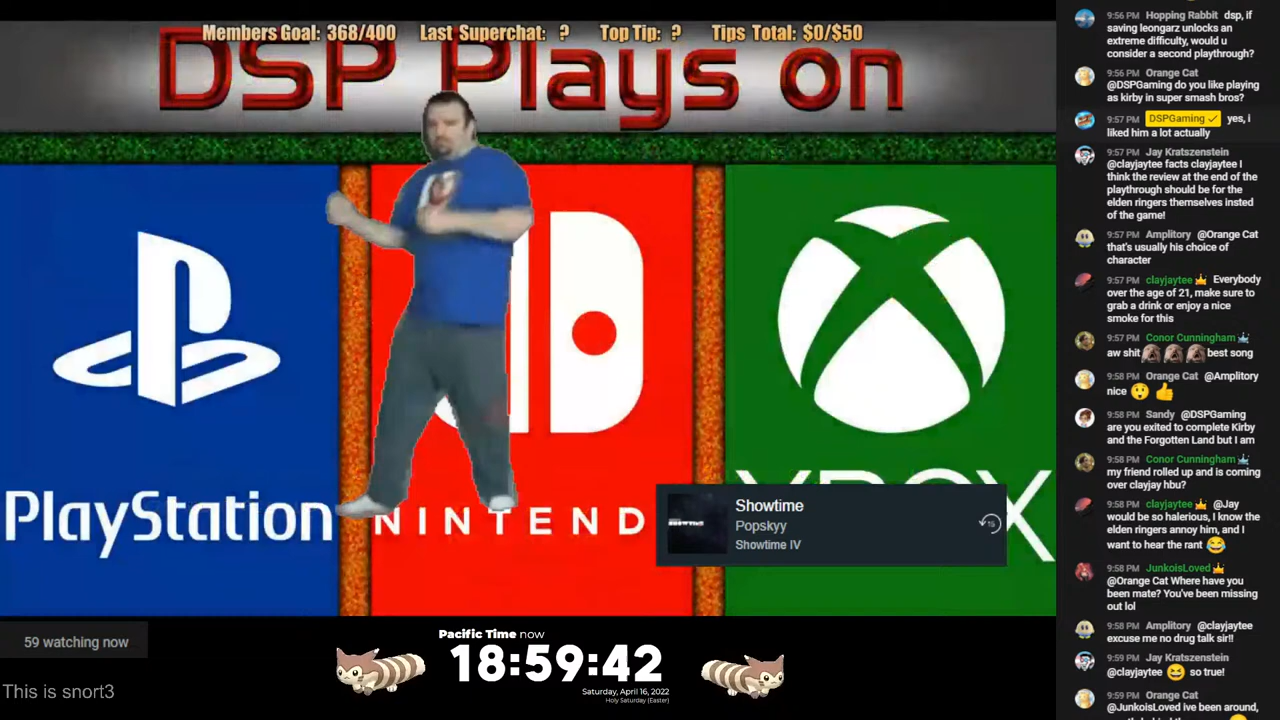 Members Goal: 368/400 Last Superchat: ? Top Tip: ? Tips Total: $0/$50
DSP Plays on
PlayStation
NINTEND
XBOX
Showtime
Popskyy
Showtime IV
15
59 watching now
This is snort3
Pacific Time now
18:59:42
Saturday, April 16, 2022
Holy Saturday (Easter)
9:56 PM Hopping Rabbit dsp, if
saving leongarz unlocks an
extreme difficulty, would u
consider a second playthrough?
9:56 PM Orange Cat
@DSPGaming do you like playing
as kirby in super smash bros?
9:57 PM DSPGaming yes, i
liked him a lot actually
9:57 PM Jay Kratszenstein
@clayjaytee facts clayjaytee I
think the review at the end of the
playthrough should be for the
elden ringers themselves insted
of the game!
9:57 PM Amplitory @Orange Cat
that's usually his choice of
character
9:57 PM clayjaytee Everybody
over the age of 21, make sure to
grab a drink or enjoy a nice
smoke for this
9:57 PM Conor Cunningham
aw shit best song
9:58 PM Orange Cat @Amplitory
nice
9:58 PM Sandy @DSPGaming
are you exited to complete Kirby
and the Forgotten Land but I am
9:58 PM Conor Cunningham
my friend rolled up and is coming
over clayjay hbu?
9:58 PM clayjaytee @Jay
would be so halerious, I know the
elden ringers annoy him, and I
want to hear the rant
9:58 PM JunkoisLoved
@Orange Cat Where have you
been mate? You've been missing
out lol
9:58 PM Amplitory @clayjaytee
excuse me no drug talk sir!!
9:59 PM Jay Kratszenstein
@clayjaytee so true!
9:59 PM Orange Cat
@JunkoisLoved ive been around,